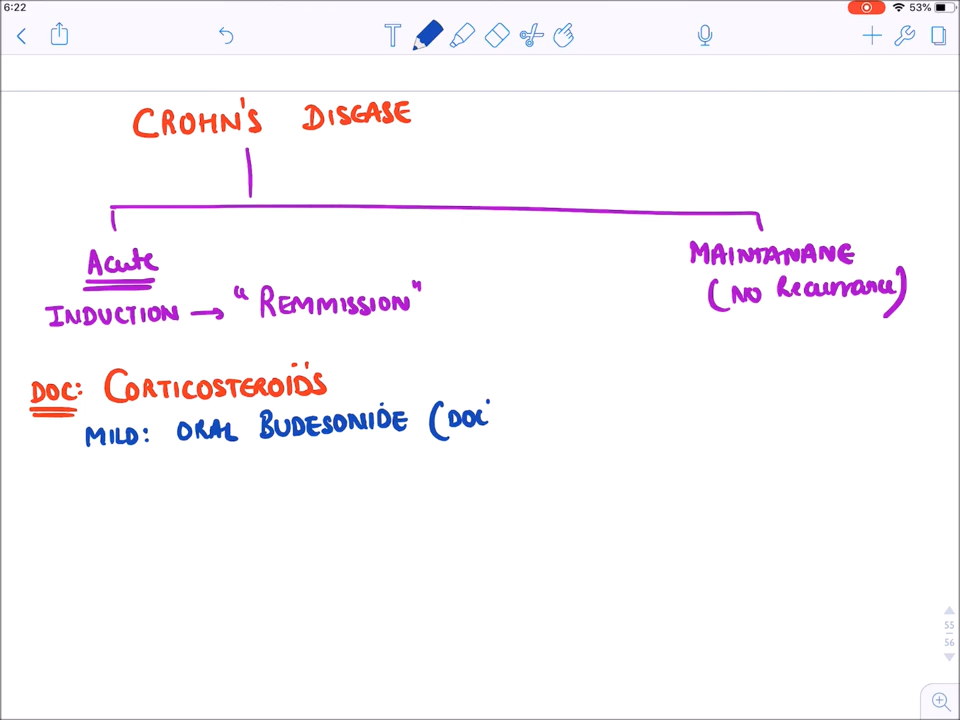 6:22
53%
CROHN'S DISEASE
Acute
INDUCTION → "REMMISSION"
MAINTANANE
(NO Recurrance)
DOC: CORTICOSTEROIDS
MILD: ORAL BUDESONIDE (DOC
55
56